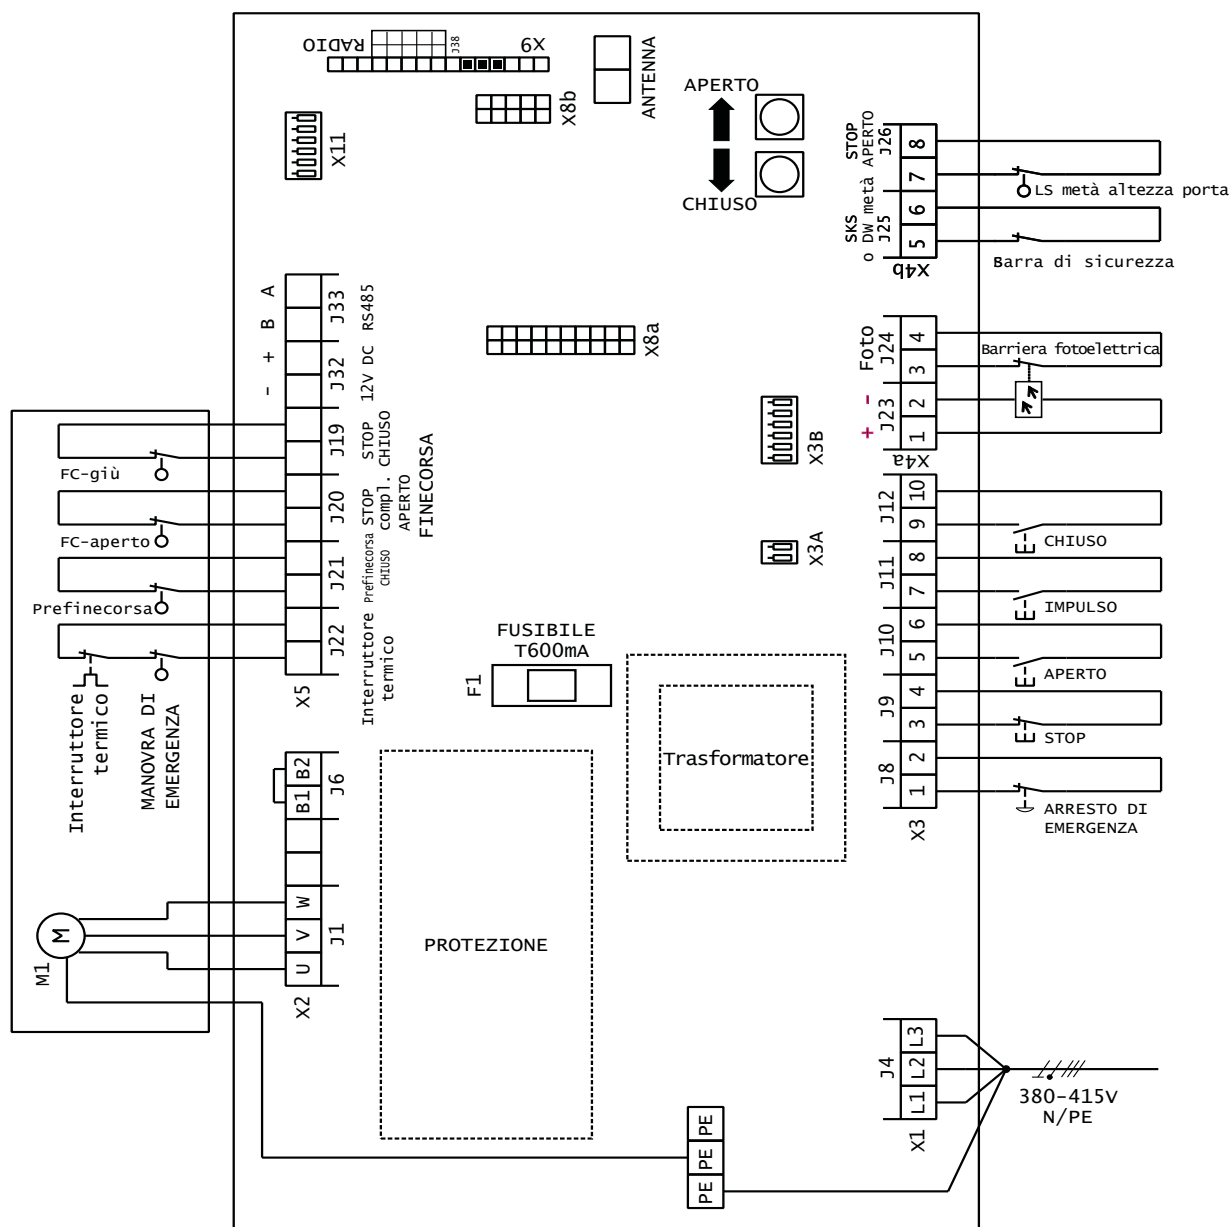 RADIO
J38
X9
ANTENNA
X8b
X11
APERTO
CHIUSO
STOP
SKS
o DW metà APERTO
J26
J25
8
7
6
5
X4b
LS metà altezza porta
Barra di sicurezza
- + B A
J33
RS485
J32
12V DC
X8a
Foto
J24
4
3
- 
+
J23
2
1
X4a
Barriera fotoelettrica
J19
STOP
CHIUSO
J20
STOP
compl.
APERTO
FINECORSA
J21
Prefinecorsa
CHIUSO
J22
Interruttore
termico
X5
FC-giù
FC-aperto
Prefinecorsa
Interruttore
termico
MANOVRA DI
EMERGENZA
X3B
X3A
J12
10
9
J11
8
7
J10
6
5
J9
4
3
J8
2
1
X3
CHIUSO
IMPULSO
APERTO
STOP
ARRESTO DI
EMERGENZA
FUSIBILE
T600mA
F1
Trasformatore
B1 B2
J6
PROTEZIONE
U V W
J1
X2
M
M1
J4
L1 L2 L3
X1
380-415V
N/PE
PE
PE
PE